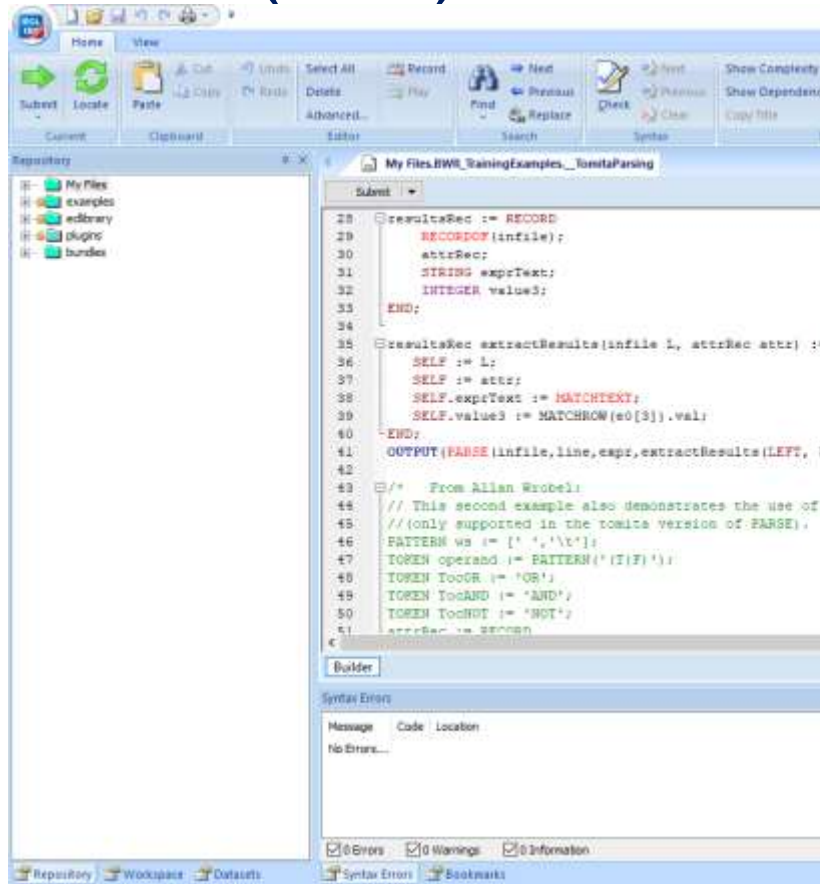 ECL
IDE
Home View
Submit Locate
Paste
Cut
Copy
Undo
Redo
Select All
Delete
Advanced...
Record
Play
Find
Next
Previous
Replace
Check
Next
Previous
Clear
Show Complexity
Show Dependenc
Copy Title
Current Clipboard Editor Search Syntax
Repository
My Files
examples
ecllibrary
plugins
bundles
My Files.BWR_TrainingExamples.__TomitaParsing
Submit
28 resultsRec := RECORD
29 RECORDOF(infile);
30 attrRec;
31 STRING exprText;
32 INTEGER value3;
33 END;
34
35 resultsRec extractResults(infile L, attrRec attr) :
36 SELF := L;
37 SELF := attr;
38 SELF.exprText := MATCHTEXT;
39 SELF.value3 := MATCHROW(e0[3]).val;
40 END;
41 OUTPUT(PARSE(infile,line,expr,extractResults(LEFT,
42
43 /* From Allan Wrobel:
44 // This second example also demonstrates the use of
45 //(only supported in the tomita version of PARSE).
46 PATTERN ws := [' ','\t'];
47 TOKEN operand := PATTERN('(T|F)');
48 TOKEN TocOR := 'OR';
49 TOKEN TocAND := 'AND';
50 TOKEN TocNOT := 'NOT';
51 attrRec := RECORD
Builder
Syntax Errors
Message Code Location
No Errors....
0 Errors 0 Warnings 0 Information
Repository Workspace Datasets
Syntax Errors Bookmarks